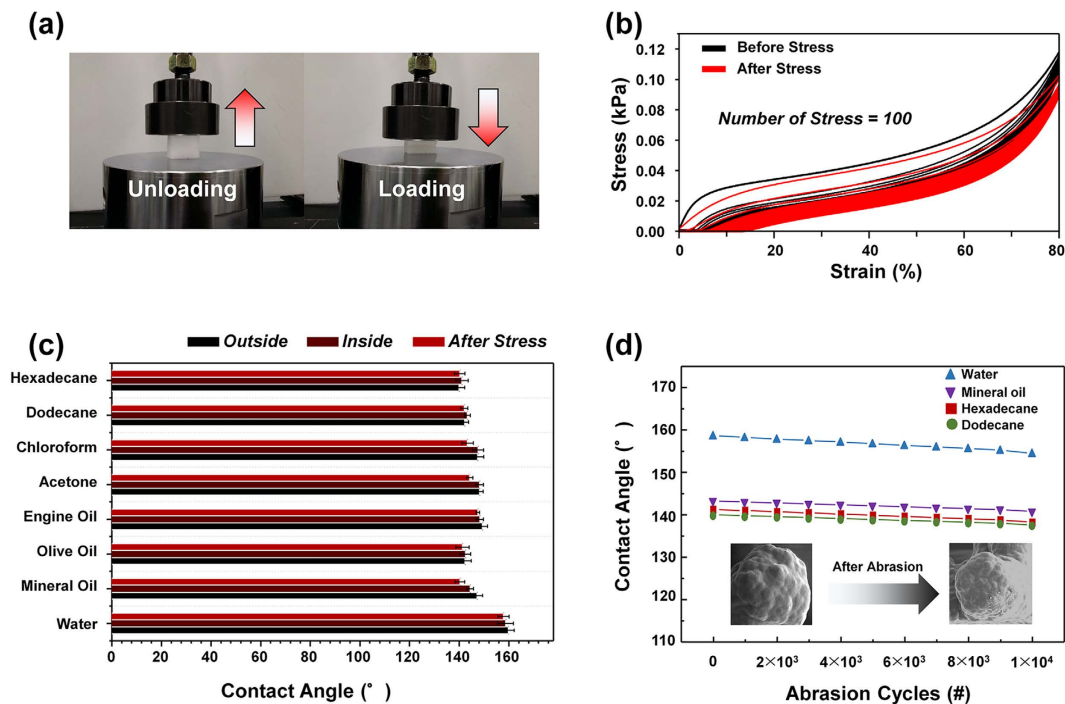 (a)
Unloading
Loading
(b)
Stress (kPa)
0.12
0.10
0.08
0.06
0.04
0.02
0.00
Before Stress
After Stress
Number of Stress = 100
0
20
40
60
80
Strain (%)
(c)
Outside
Inside
After Stress
Hexadecane
Dodecane
Chloroform
Acetone
Engine Oil
Olive Oil
Mineral Oil
Water
0
20
40
60
80
100
120
140
160
Contact Angle (°)
(d)
Contact Angle (°)
170
160
150
140
130
120
110
Water
Mineral oil
Hexadecane
Dodecane
After Abrasion
0
2×10³
4×10³
6×10³
8×10³
1×10⁴
Abrasion Cycles (#)